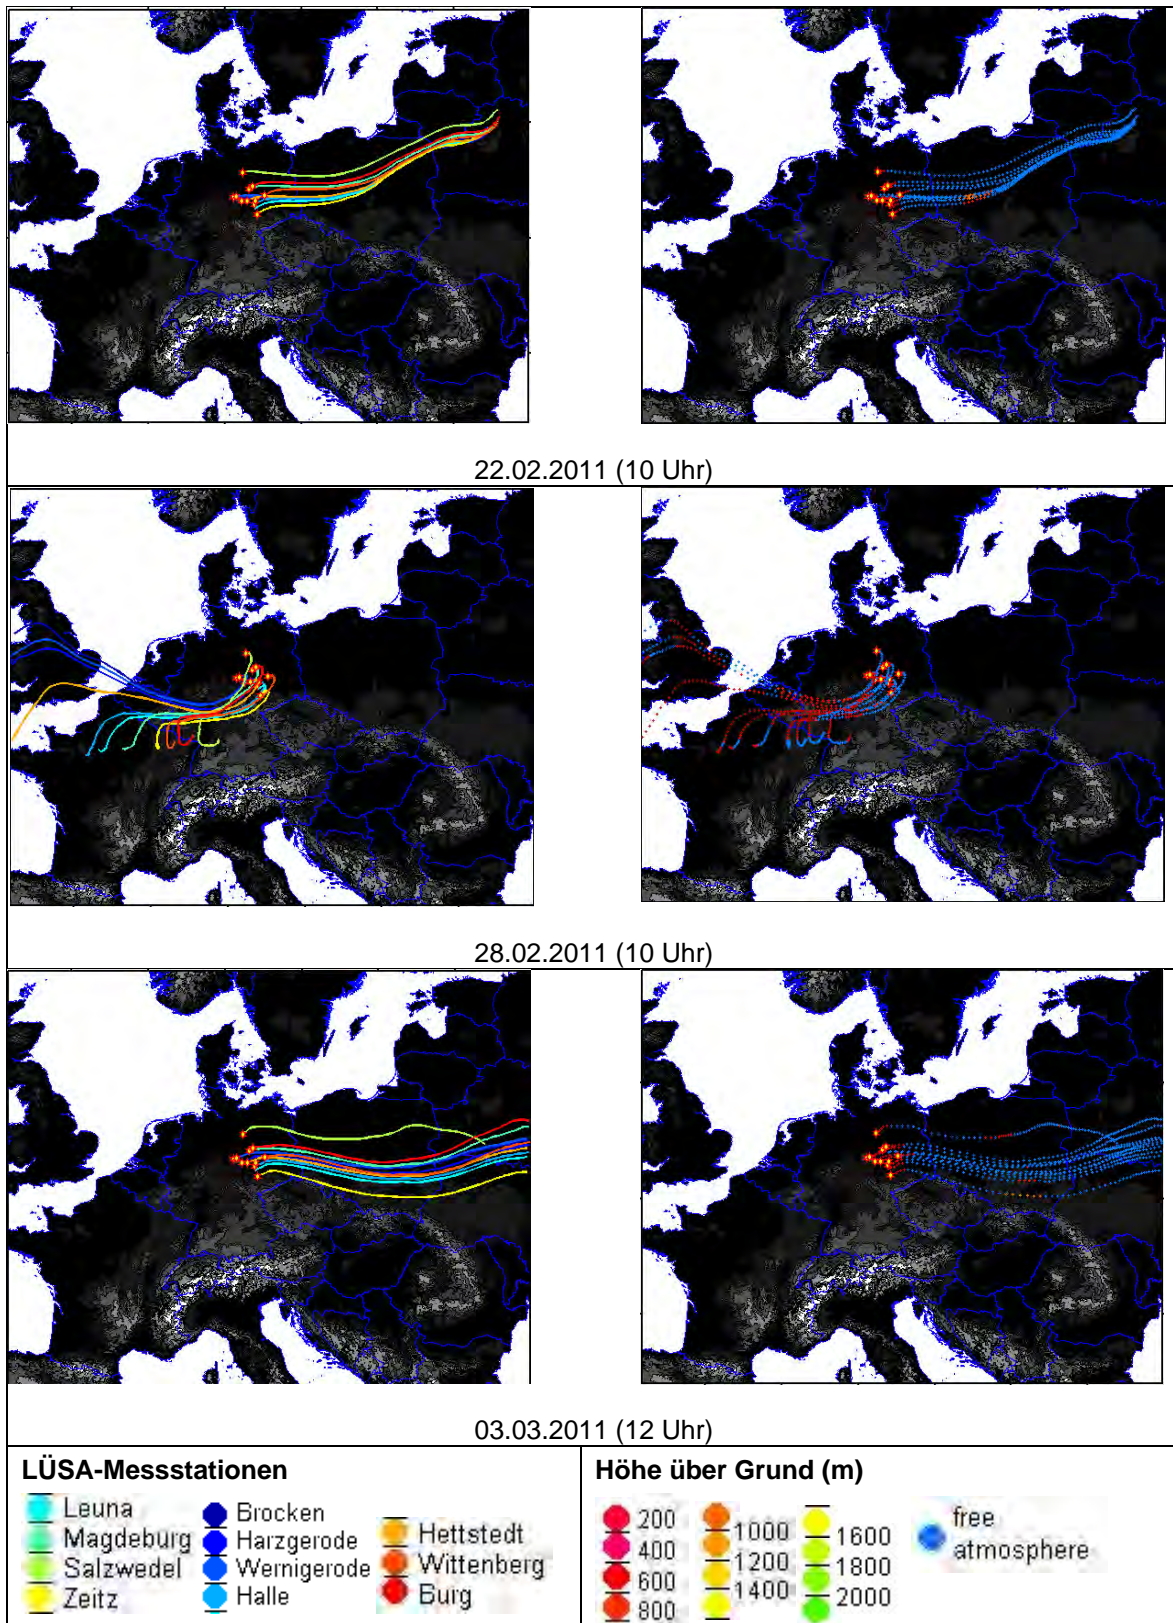 22.02.2011 (10 Uhr)
28.02.2011 (10 Uhr)
03.03.2011 (12 Uhr)
LÜSA-Messstationen
Leuna
Magdeburg
Salzwedel
Zeitz
Brocken
Harzgerode
Wernigerode
Halle
Hettstedt
Wittenberg
Burg
Höhe über Grund (m)
200
400
600
800
1000
1200
1400
1600
1800
2000
free
atmosphere